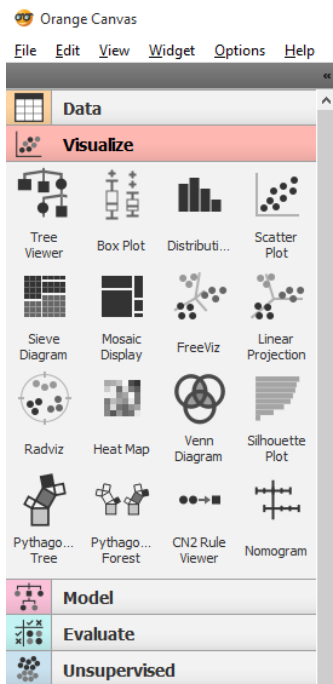 Orange Canvas
File Edit View Widget Options Help
«
Data
Visualize
Tree Viewer Box Plot Distributi... Scatter Plot
Sieve Diagram Mosaic Display FreeViz Linear Projection
Radviz Heat Map Venn Diagram Silhouette Plot
Pythago... Tree Pythago... Forest CN2 Rule Viewer Nomogram
Model
Evaluate
Unsupervised